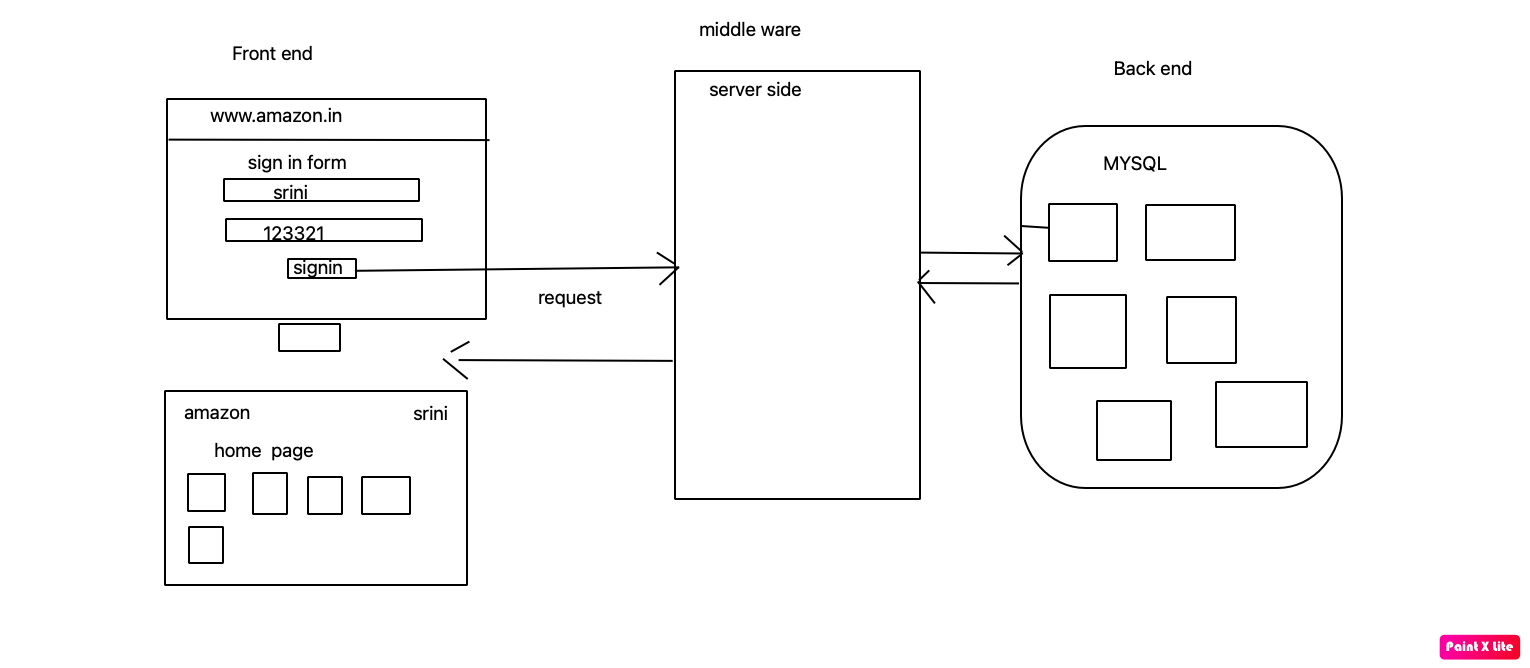 middle ware
Front end
Back end
server side
www.amazon.in
sign in form
srini
123321
signin
request
MYSQL
amazon
srini
home page
Paint X Lite